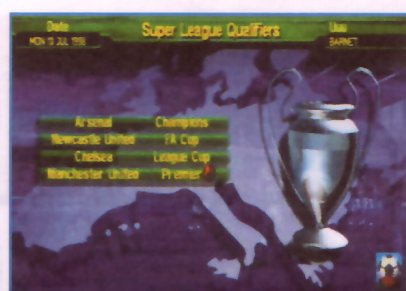 Date Super League Qualifiers
MON 13 JUL 1998 BARNET
Arsenal Champions
Newcastle United FA Cup
Chelsea League Cup
Manchester United Premier